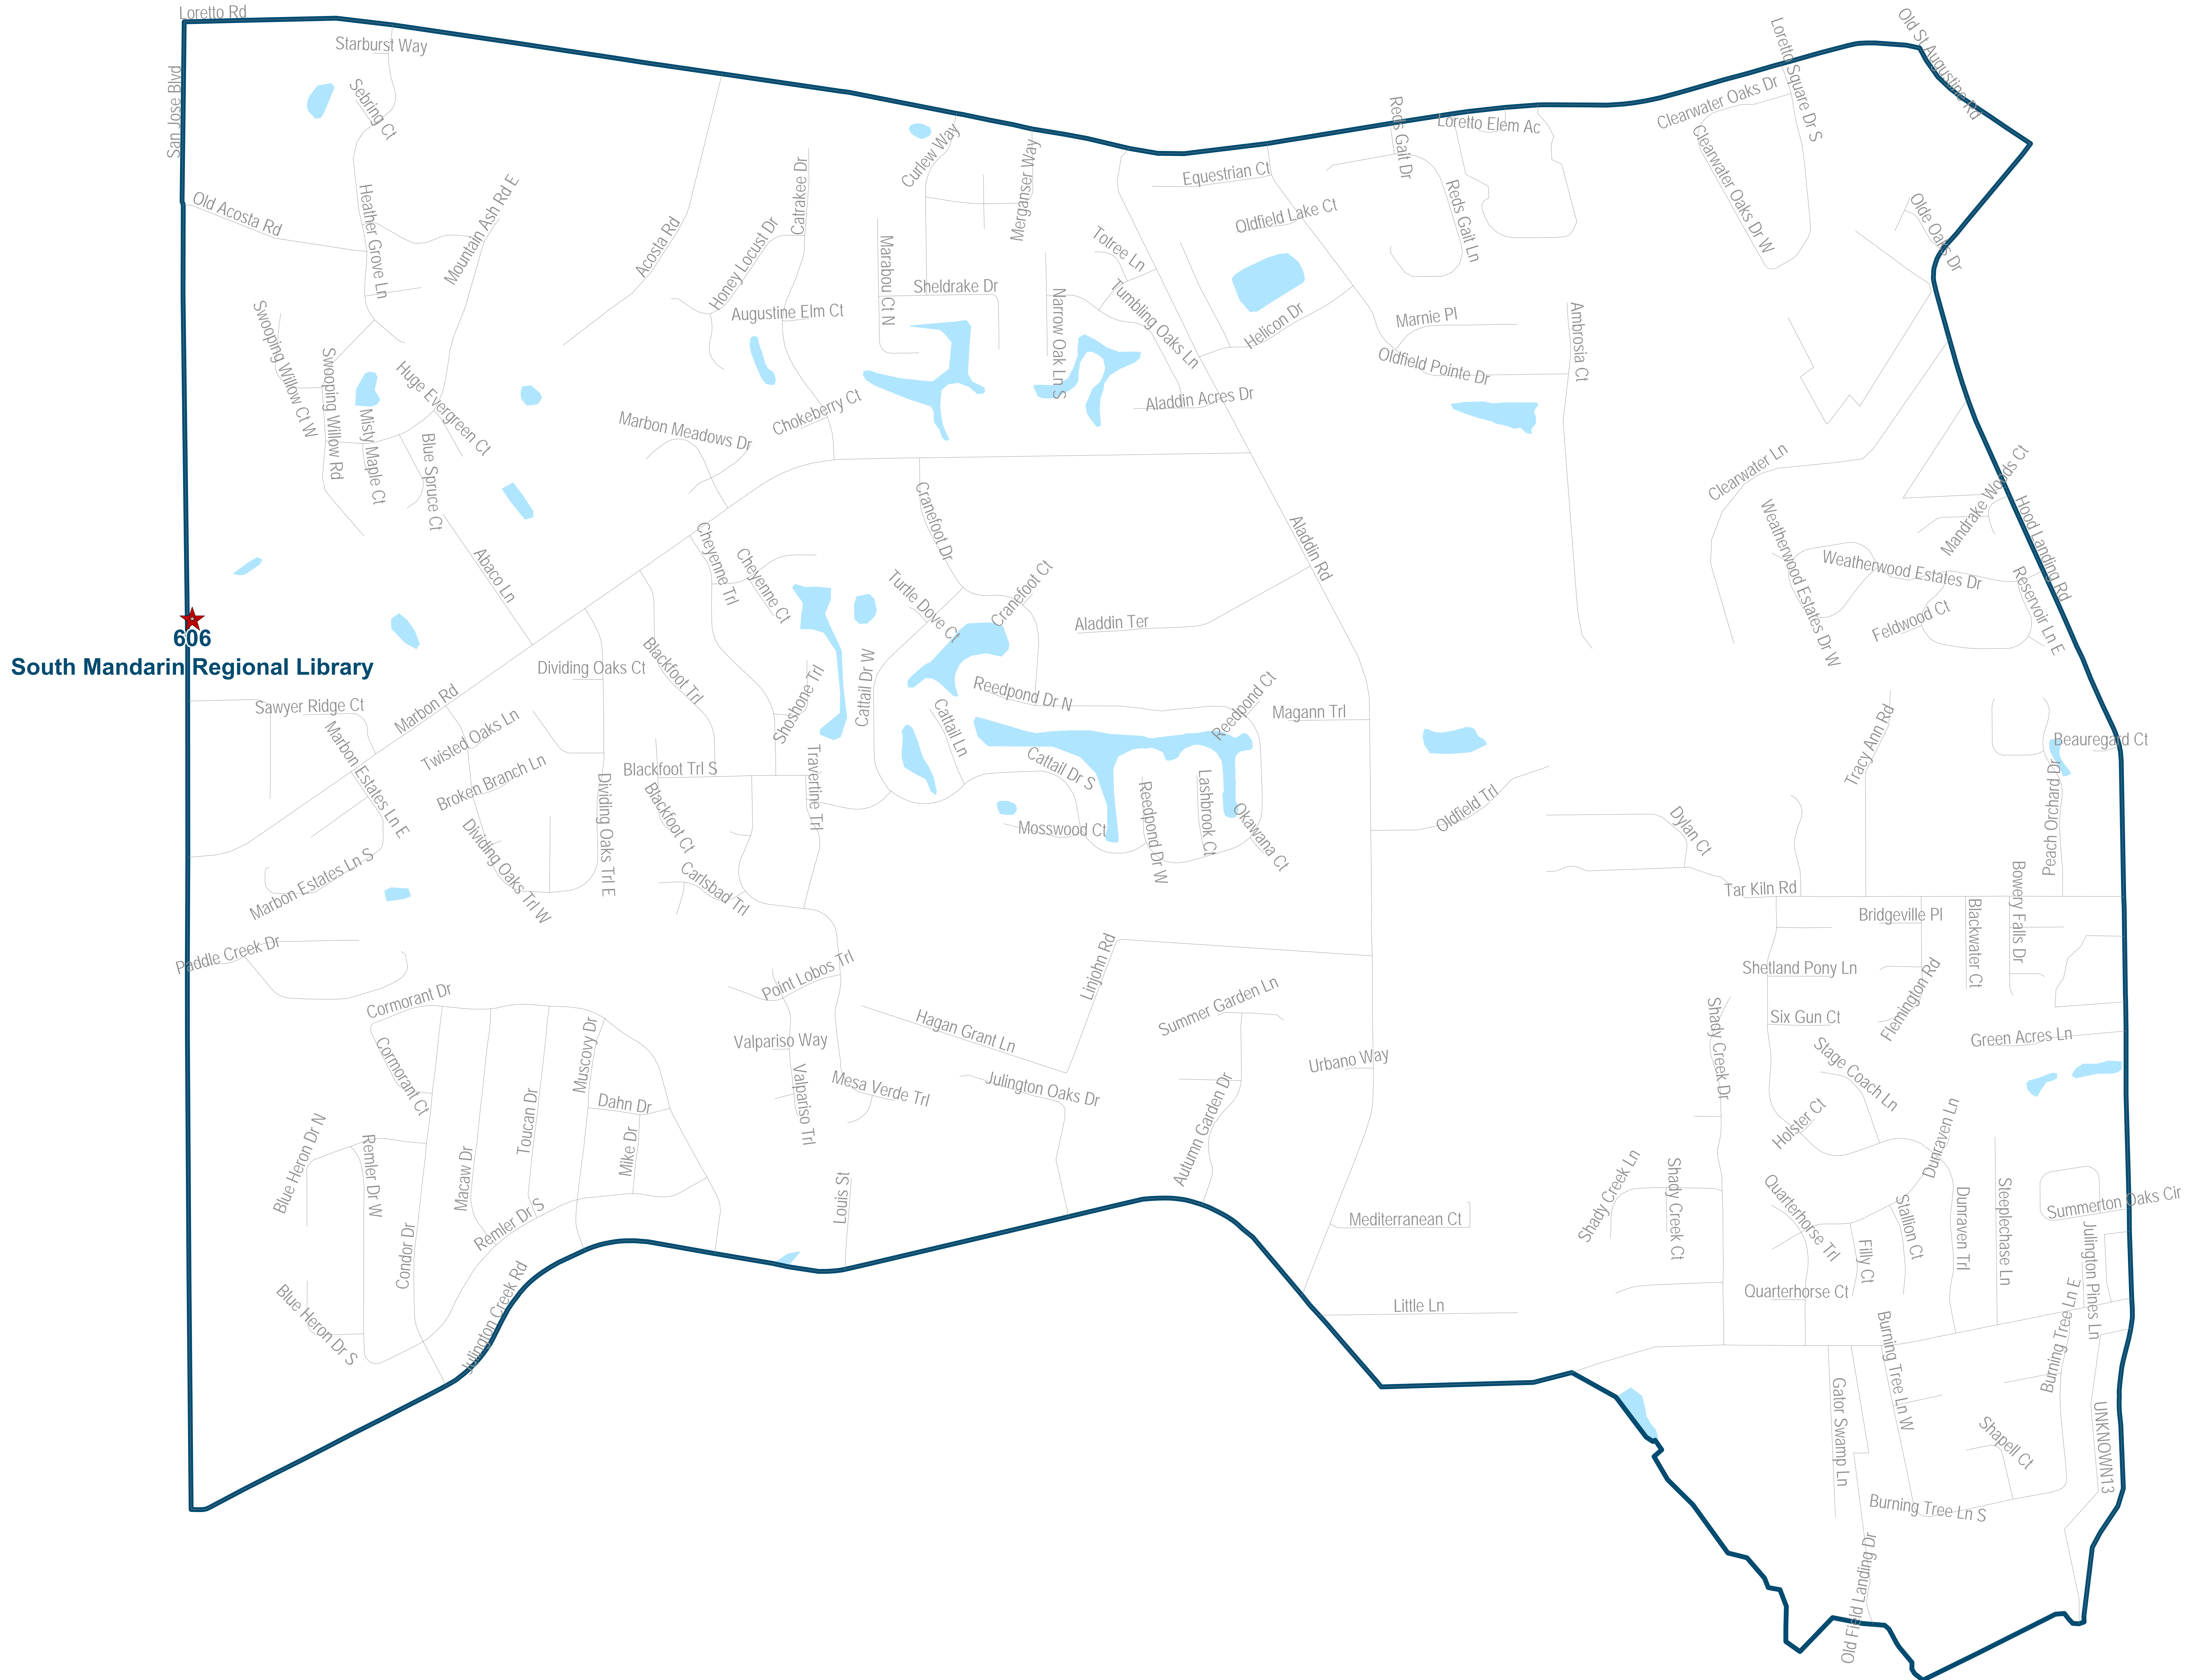 Loretto Rd
Starburst Way
San Jose Blvd
Sebring Ct
Old Acosta Rd
Heather Grove Ln
Mountain Ash Rd E
Acosta Rd
Honey Locust Dr
Catrakee Dr
Curlew Way
Merganser Way
Marabou Ct N
Sheldrake Dr
Augustine Elm Ct
Narrow Oak Ln S
Totree Ln
Tumbling Oaks Ln
Equestrian Ct
Oldfield Lake Ct
Helicon Dr
Aladdin Acres Dr
Reds Gait Dr
Reds Gait Ln
Loretto Elem Ac
Marnie Pl
Oldfield Pointe Dr
Ambrosia Ct
Clearwater Oaks Dr
Clearwater Oaks Dr W
Loretto Square Dr S
Old St Augustine Rd
Olde Oaks Dr
Swooping Willow Ct W
Swooping Willow Rd
Misty Maple Ct
Huge Evergreen Ct
Blue Spruce Ct
Abaco Ln
Marbon Meadows Dr
Chokeberry Ct
Cranefoot Dr
Cheyenne Trl
Cheyenne Ct
Turtle Dove Ct
Cranefoot Ct
Aladdin Rd
Aladdin Ter
Clearwater Ln
Weatherwood Estates Dr W
Weatherwood Estates Dr
Mandrake Woods Ct
Hood Landing Rd
Reservoir Ln E
Feldwood Ct
606
South Mandarin Regional Library
Sawyer Ridge Ct
Marbon Rd
Marbon Estates Ln E
Marbon Estates Ln S
Dividing Oaks Ct
Twisted Oaks Ln
Broken Branch Ln
Dividing Oaks Trl W
Dividing Oaks Trl E
Blackfoot Trl
Blackfoot Trl S
Blackfoot Ct
Shoshone Trl
Travertine Trl
Cattail Dr W
Cattail Ln
Reedpond Dr N
Reedpond Ct
Cattail Dr S
Mosswood Ct
Reedpond Dr W
Lashbrook Ct
Okawana Ct
Magann Trl
Oldfield Trl
Carlsbad Trl
Dylan Ct
Tracy Ann Rd
Beauregard Ct
Peach Orchard Dr
Tar Kiln Rd
Bridgeville Pl
Blackwater Ct
Bowery Falls Dr
Shetland Pony Ln
Flemington Rd
Six Gun Ct
Green Acres Ln
Stage Coach Ln
Holster Ct
Paddle Creek Dr
Cormorant Dr
Cormorant Ct
Point Lobos Trl
Valpariso Way
Valpariso Trl
Mesa Verde Trl
Hagan Grant Ln
Linjohn Rd
Julington Oaks Dr
Summer Garden Ln
Autumn Garden Dr
Urbano Way
Muscovy Dr
Dahn Dr
Mike Dr
Toucan Dr
Macaw Dr
Condor Dr
Remler Dr W
Remler Dr S
Blue Heron Dr N
Blue Heron Dr S
Julington Creek Rd
Louis St
Mediterranean Ct
Little Ln
Shady Creek Dr
Shady Creek Ln
Shady Creek Ct
Quarterhorse Trl
Quarterhorse Ct
Filly Ct
Stallion Ct
Dunraven Ln
Dunraven Trl
Steeplechase Ln
Summerton Oaks Cir
Julington Pines Ln
Burning Tree Ln E
Burning Tree Ln W
Gator Swamp Ln
Shapell Ct
UNKNOWN13
Burning Tree Ln S
Old Field Landing Dr